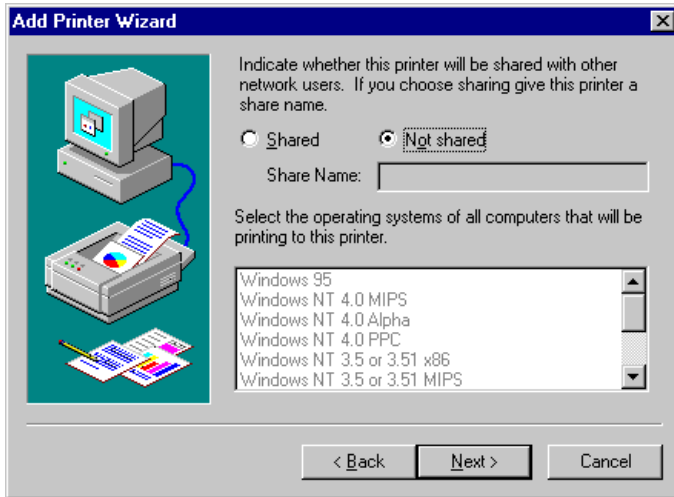 Add Printer Wizard
Indicate whether this printer will be shared with other
network users. If you choose sharing give this printer a
share name.
Shared Not shared
Share Name:
Select the operating systems of all computers that will be
printing to this printer.
Windows 95
Windows NT 4.0 MIPS
Windows NT 4.0 Alpha
Windows NT 4.0 PPC
Windows NT 3.5 or 3.51 x86
Windows NT 3.5 or 3.51 MIPS
< Back Next > Cancel